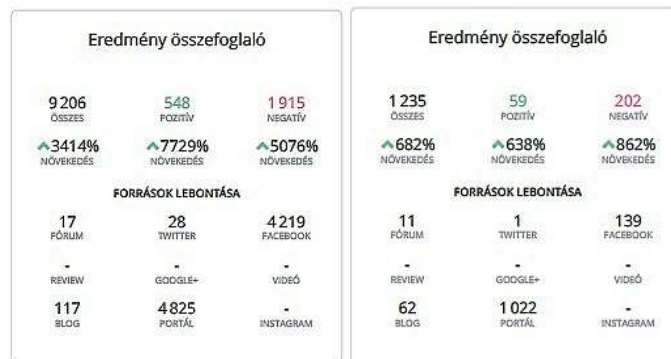 Eredmény összefoglaló
9 206 548 1 915
ÖSSZES POZITÍV NEGATÍV
3414% 7729% 5076%
NÖVEKEDÉS NÖVEKEDÉS NÖVEKEDÉS
FORRÁSOK LEBONTÁSA
17 28 4 219
FÓRUM TWITTER FACEBOOK
- - -
REVIEW GOOGLE+ VIDEÓ
117 4 825 -
BLOG PORTÁL INSTAGRAM
Eredmény összefoglaló
1 235 59 202
ÖSSZES POZITÍV NEGATÍV
682% 638% 862%
NÖVEKEDÉS NÖVEKEDÉS NÖVEKEDÉS
FORRÁSOK LEBONTÁSA
11 1 139
FÓRUM TWITTER FACEBOOK
- - -
REVIEW GOOGLE+ VIDEÓ
62 1 022 -
BLOG PORTÁL INSTAGRAM